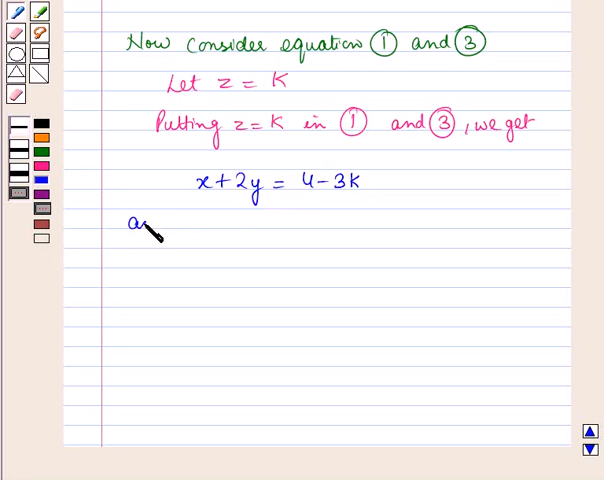 Now consider equation ① and ③
Let z = K
Putting z=K in ① and ③, we get
x+2y = 4-3K